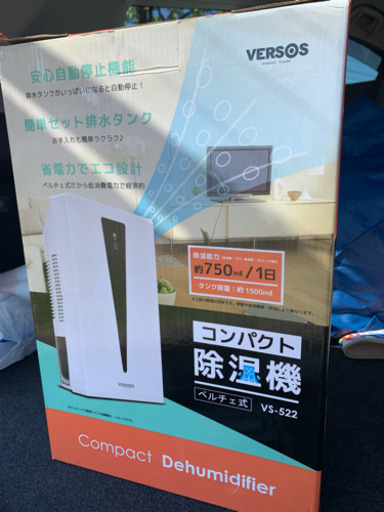 VERSOS
安心自動停止機能
排水タンクがいっぱいになると自動停止!
簡単セット排水タンク
お手入れも簡単ラクラク♪
省電力でエコ設計
ペルチェ式だから低消費電力で経済的
除湿能力
約750mℓ/1日
タンク容量:約1500mℓ
VERSOS
コンパクト
除湿機
ペルチェ式 VS-522
Compact Dehumidifier